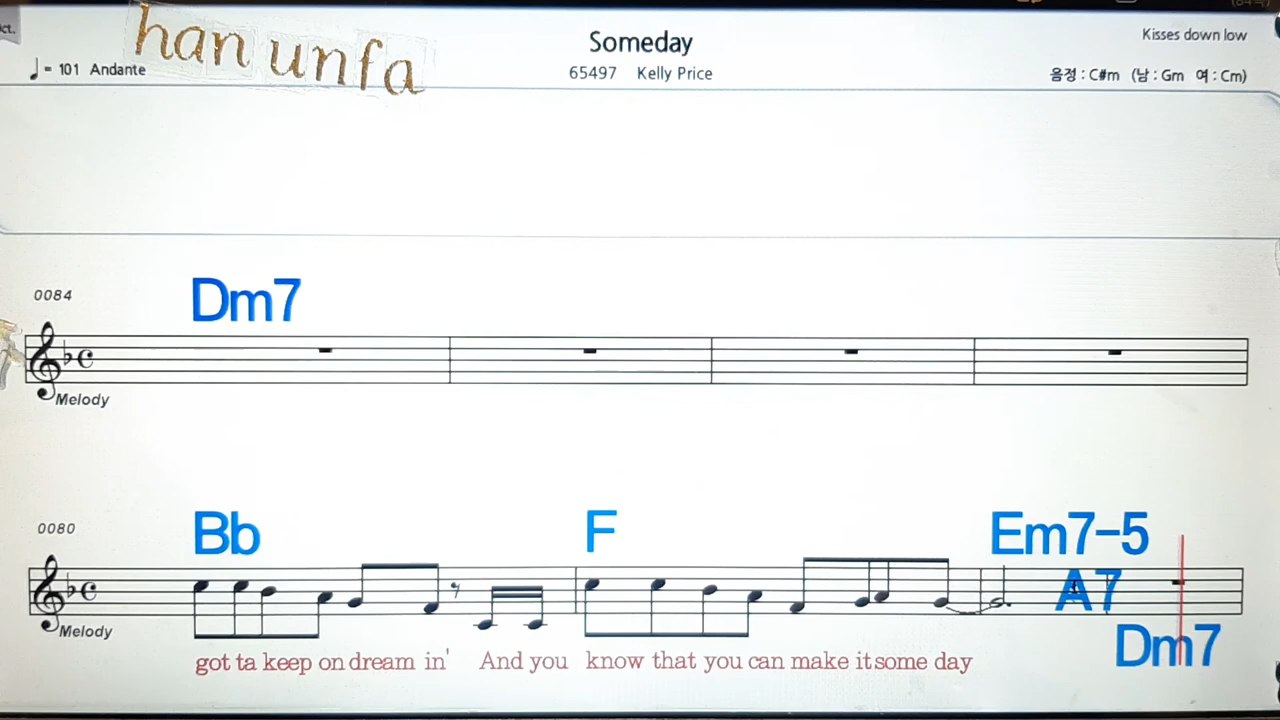 ct.
han unfa
Someday
Kisses down low
= 101 Andante
65497 Kelly Price
음정 : C#m (남 : Gm 여 : Cm)
0084
Dm7
Melody
0080
Bb
F
Em7-5
A7
Melody
Dm7
got ta keep on dream in' And you know that you can make it some day